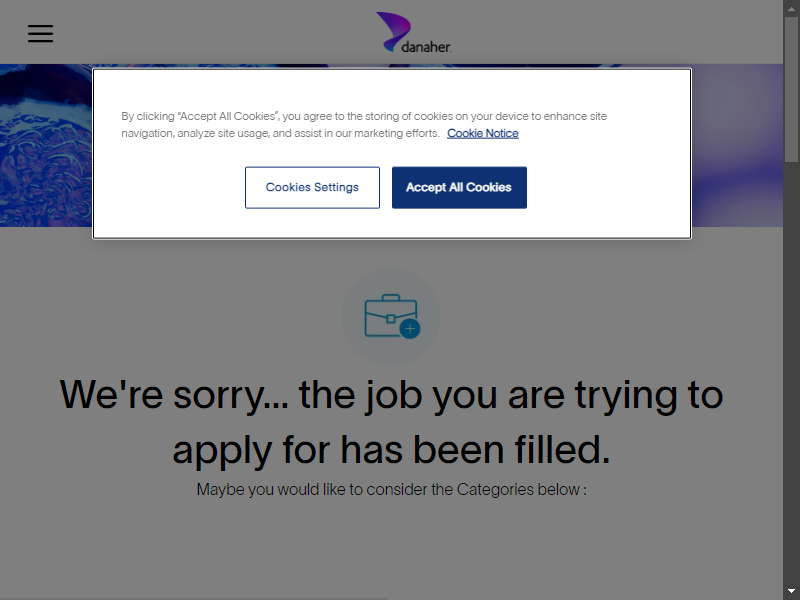 danaher.
By clicking “Accept All Cookies”, you agree to the storing of cookies on your device to enhance site
navigation, analyze site usage, and assist in our marketing efforts. Cookie Notice
Cookies Settings
Accept All Cookies
We're sorry... the job you are trying to
apply for has been filled.
Maybe you would like to consider the Categories below :